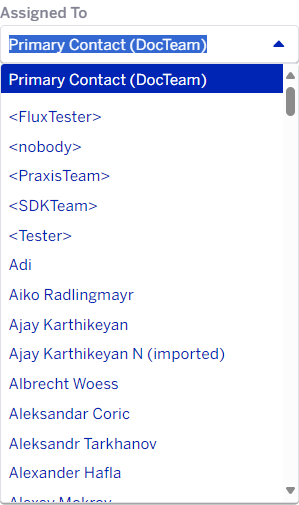 Assigned To
Primary Contact (DocTeam)
Primary Contact (DocTeam)
<FluxTester>
<nobody>
<PraxisTeam>
<SDKTeam>
<Tester>
Adi
Aiko Radlingmayr
Ajay Karthikeyan
Ajay Karthikeyan N (imported)
Albrecht Woess
Aleksandar Coric
Aleksandr Tarkhanov
Alexander Hafla